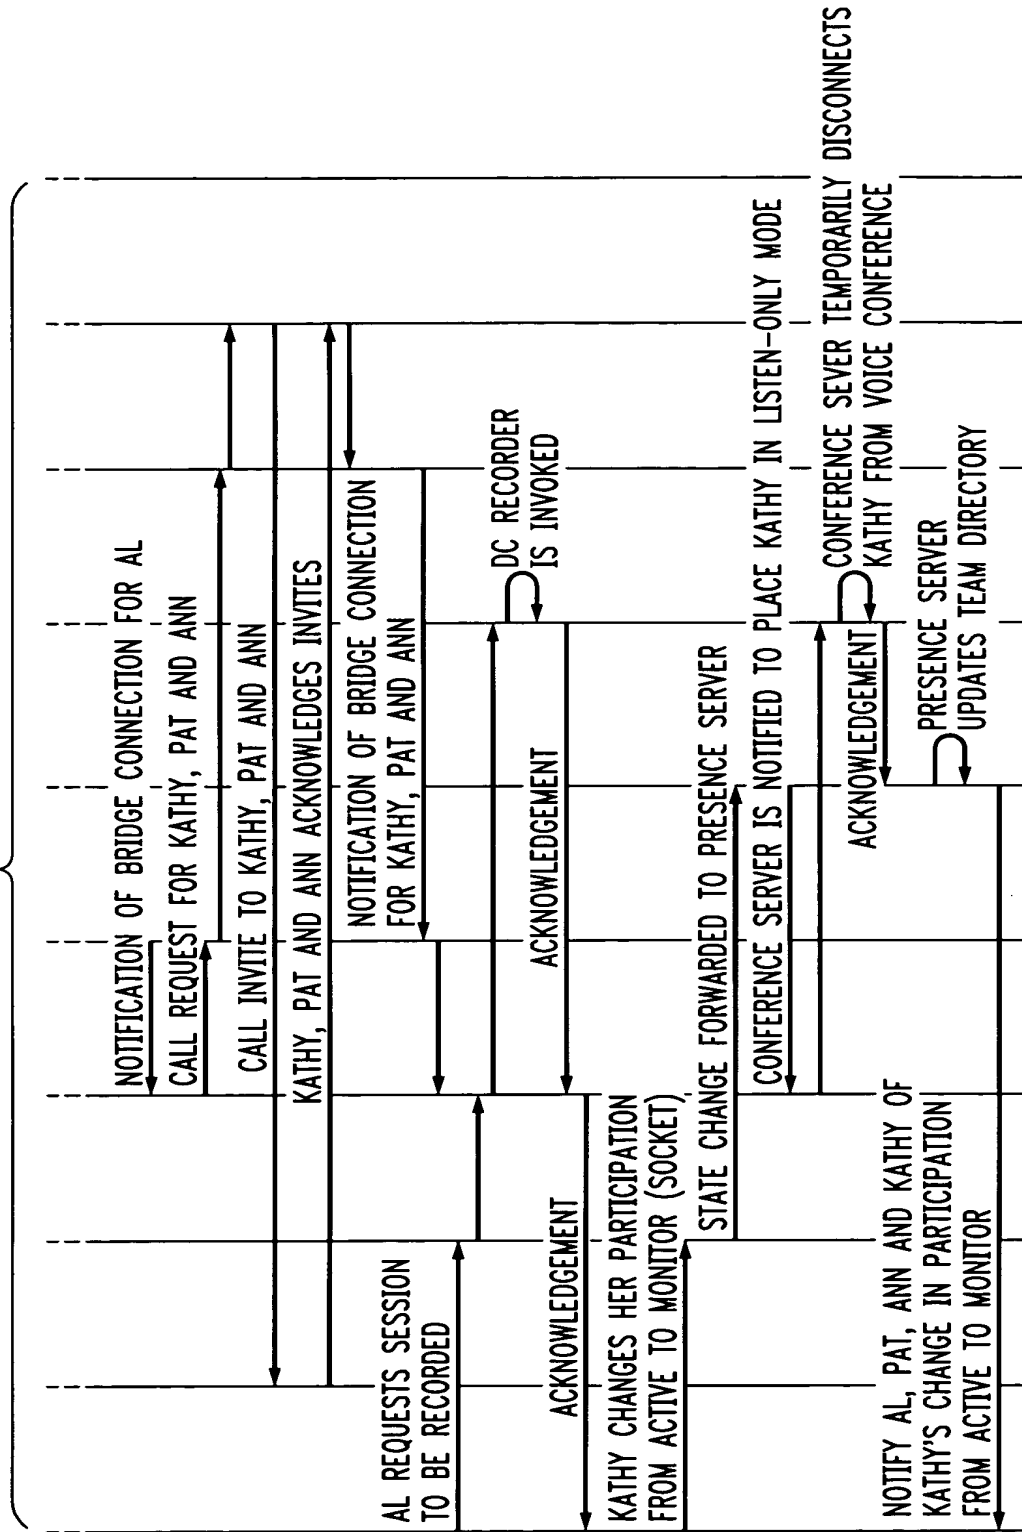 NOTIFICATION OF BRIDGE CONNECTION FOR AL
CALL REQUEST FOR KATHY, PAT AND ANN
CALL INVITE TO KATHY, PAT AND ANN
KATHY, PAT AND ANN ACKNOWLEDGES INVITES
NOTIFICATION OF BRIDGE CONNECTION
FOR KATHY, PAT AND ANN
AL REQUESTS SESSION
TO BE RECORDED
DC RECORDER
IS INVOKED
ACKNOWLEDGEMENT
ACKNOWLEDGEMENT
KATHY CHANGES HER PARTICIPATION
FROM ACTIVE TO MONITOR (SOCKET)
STATE CHANGE FORWARDED TO PRESENCE SERVER
CONFERENCE SERVER IS NOTIFIED TO PLACE KATHY IN LISTEN-ONLY MODE
CONFERENCE SEVER TEMPORARILY DISCONNECTS
KATHY FROM VOICE CONFERENCE
ACKNOWLEDGEMENT
PRESENCE SERVER
UPDATES TEAM DIRECTORY
NOTIFY AL, PAT, ANN AND KATHY OF
KATHY'S CHANGE IN PARTICIPATION
FROM ACTIVE TO MONITOR